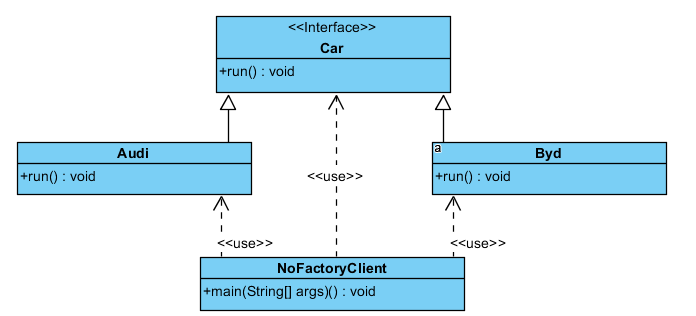 <<Interface>>
Car
+run() : void
Audi
+run() : void
a
Byd
+run() : void
<<use>>
<<use>>
<<use>>
NoFactoryClient
+main(String[] args)() : void